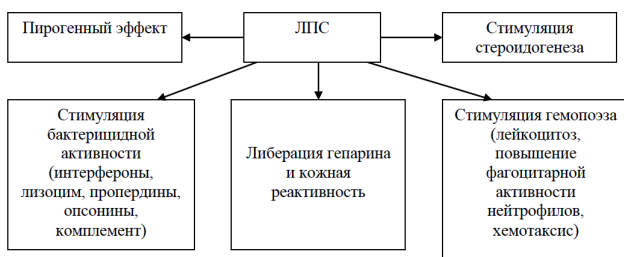 Пирогенный эффект
ЛПС
Стимуляция
стероидогенеза
Стимуляция
бактерицидной
активности
(интерфероны,
лизоцим, пропердины,
опсонины,
комплемент)
Либерация гепарина
и кожная
реактивность
Стимуляция гемопоэза
(лейкоцитоз,
повышение
фагоцитарной
активности
нейтрофилов,
хемотаксис)